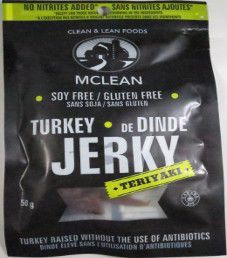 NO NITRITES ADDED* SANS NITRITES AJOUTÉS*
CLEAN & LEAN FOODS
MCLEAN
SOY FREE / GLUTEN FREE
SANS SOJA / SANS GLUTEN
TURKEY DE DINDE
JERKY
TERIYAKI
50 g
TURKEY RAISED WITHOUT THE USE OF ANTIBIOTICS
DINDE ÉLEVÉ SANS L'UTILISATION D'ANTIBIOTIQUES